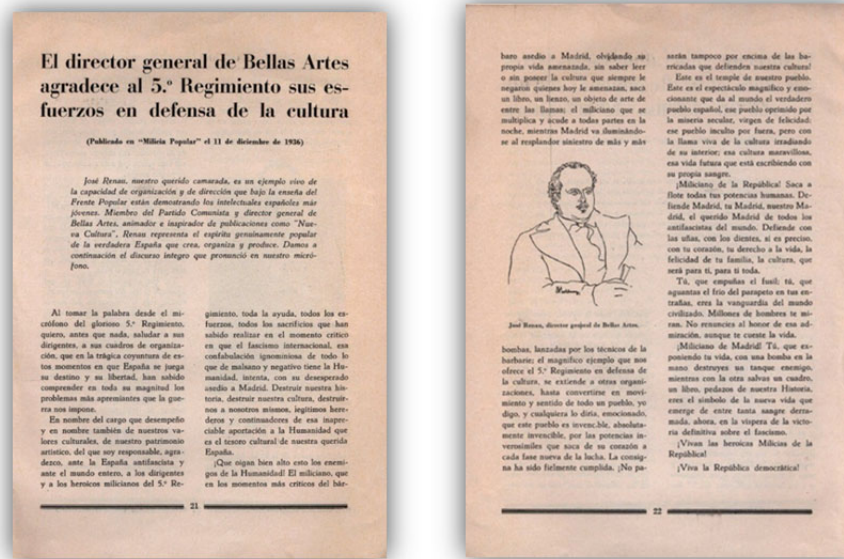 El director general de Bellas Artes
agradece al 5.º Regimiento sus es-
fuerzos en defensa de la cultura
(Publicado en "Milicia Popular" el 11 de diciembre de 1936)
José Renau, nuestro querido camarada, es un ejemplo vivo de
la capacidad de organización y de dirección que bajo la enseña del
Frente Popular están demostrando los intelectuales españoles más
jóvenes. Miembro del Partido Comunista y director general de
Bellas Artes, animador e inspirador de publicaciones como "Nue-
va Cultura", Renau representa el espíritu genuinamente popular
de la verdadera España que crea, organiza y produce. Damos a
continuación el discurso íntegro que pronunció en nuestro micró-
fono.
Al tomar la palabra desde el mi-
crófono del glorioso 5.º Regimiento,
quiero, antes que nada, saludar a sus
dirigentes, a sus cuadros de organiza-
ción, que en la trágica coyuntura de es-
tos momentos en que España se juega
su destino y su libertad, han sabido
comprender en toda su magnitud los
problemas más apremiantes que la gue-
rra nos impone.
En nombre del cargo que desempeño
y en nombre también de nuestros va-
lores culturales, de nuestro patrimonio
artístico, del que soy responsable, agra-
dezco, ante la España antifascista y
ante el mundo entero, a los dirigentes
y a los heroicos milicianos del 5.º Re-
gimiento, toda la ayuda, todos los es-
fuerzos, todos los sacrificios que han
sabido realizar en el momento crítico
en que el fascismo internacional, esa
confabulación ignominiosa de todo lo
que de malsano y negativo tiene la Hu-
manidad, intenta, con su desesperado
asedio a Madrid. Destruir nuestra his-
toria, destruir nuestra cultura, destruir-
nos a nosotros mismos, legítimos here-
deros y continuadores de esa inapre-
ciable aportación a la Humanidad que
es el tesoro cultural de nuestra querida
España.
¡Que oigan bien alto esto los enemi-
gos de la Humanidad! El miliciano, que
en los momentos más críticos del bár-
21
baro asedio a Madrid, olvidando su
propia vida amenazada, sin saber leer
o sin poseer la cultura que siempre le
negaron quienes hoy le amenazan, saca
un libro, un lienzo, un objeto de arte de
entre las llamas; el miliciano que se
multiplica y acude a todas partes en la
noche, mientras Madrid va iluminándo-
se al resplandor siniestro de más y más
José Renau, director general de Bellas Artes.
bombas, lanzadas por los técnicos de la
barbarie; el magnífico ejemplo que nos
ofrece el 5.º Regimiento en defensa de
la cultura, se extiende a otras organi-
zaciones, hasta convertirse en movi-
miento y sentido de todo un pueblo, yo
digo, y cualquiera lo diría, emocionado,
que este pueblo es invencible, absoluta-
mente invencible, por las potencias in-
verosímiles que saca de su corazón a
cada fase nueva de la lucha. La consig-
na ha sido fielmente cumplida. ¡No pa-
sarán tampoco por encima de las ba-
rricadas que defienden nuestra cultura!
Este es el temple de nuestro pueblo.
Este es el espectáculo magnífico y emo-
cionante que da al mundo el verdadero
pueblo español, ese pueblo oprimido por
la miseria secular, virgen de felicidad;
ese pueblo inculto por fuera, pero con
la llama viva de la cultura irradiando
de su interior; esa cultura maravillosa,
esa vida futura que está escribiendo con
su propia sangre.
¡Miliciano de la República! Saca a
flote todas tus potencias humanas. De-
fiende Madrid, tu Madrid, nuestro Ma-
drid, el querido Madrid de todos los
antifascistas del mundo. Defiende con
las uñas, con los dientes, si es preciso,
con tu corazón, tu derecho a la vida, la
felicidad de tu familia, la cultura, que
será para ti, para ti toda.
Tú, que empuñas el fusil; tú, que
aguantas el frío del parapeto en tus en-
trañas, eres la vanguardia del mundo
civilizado. Millones de hombres te mi-
ran. No renuncies al honor de esa ad-
miración, aunque te cueste la vida.
¡Miliciano de Madrid! Tú, que ex-
poniendo tu vida, con una bomba en la
mano destruyes un tanque enemigo,
mientras con la otra salvas un cuadro,
un libro, pedazos de nuestra Historia,
eres el símbolo de la nueva vida que
emerge de entre tanta sangre derra-
mada, ahora, en la víspera de la victo-
ria definitiva sobre el fascismo.
¡Vivan las heroicas Milicias de la
República!
¡Viva la República democrática!
22